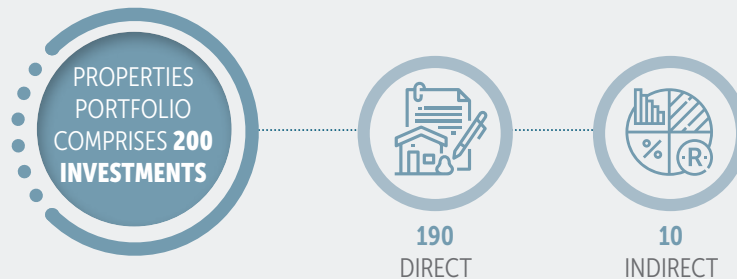 PROPERTIES
PORTFOLIO
COMPRISES 200
INVESTMENTS
%
R
190
DIRECT
10
INDIRECT